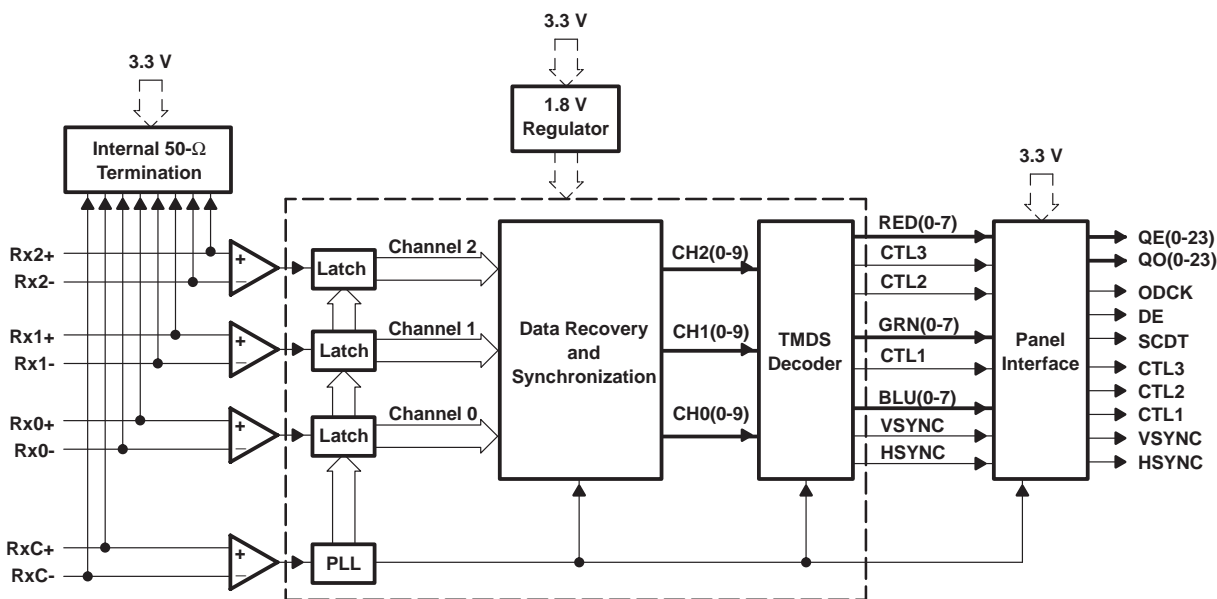 3.3 V
3.3 V
1.8 V
Regulator
Internal 50-Ω
Termination
3.3 V
Rx2+
Rx2-
Rx1+
Rx1-
Rx0+
Rx0-
RxC+
RxC-
+
−
+
−
+
−
+
−
Latch
Latch
Latch
PLL
Channel 2
Channel 1
Channel 0
Data Recovery
and
Synchronization
CH2(0-9)
CH1(0-9)
CH0(0-9)
TMDS
Decoder
RED(0-7)
CTL3
CTL2
GRN(0-7)
CTL1
BLU(0-7)
VSYNC
HSYNC
Panel
Interface
QE(0-23)
QO(0-23)
ODCK
DE
SCDT
CTL3
CTL2
CTL1
VSYNC
HSYNC